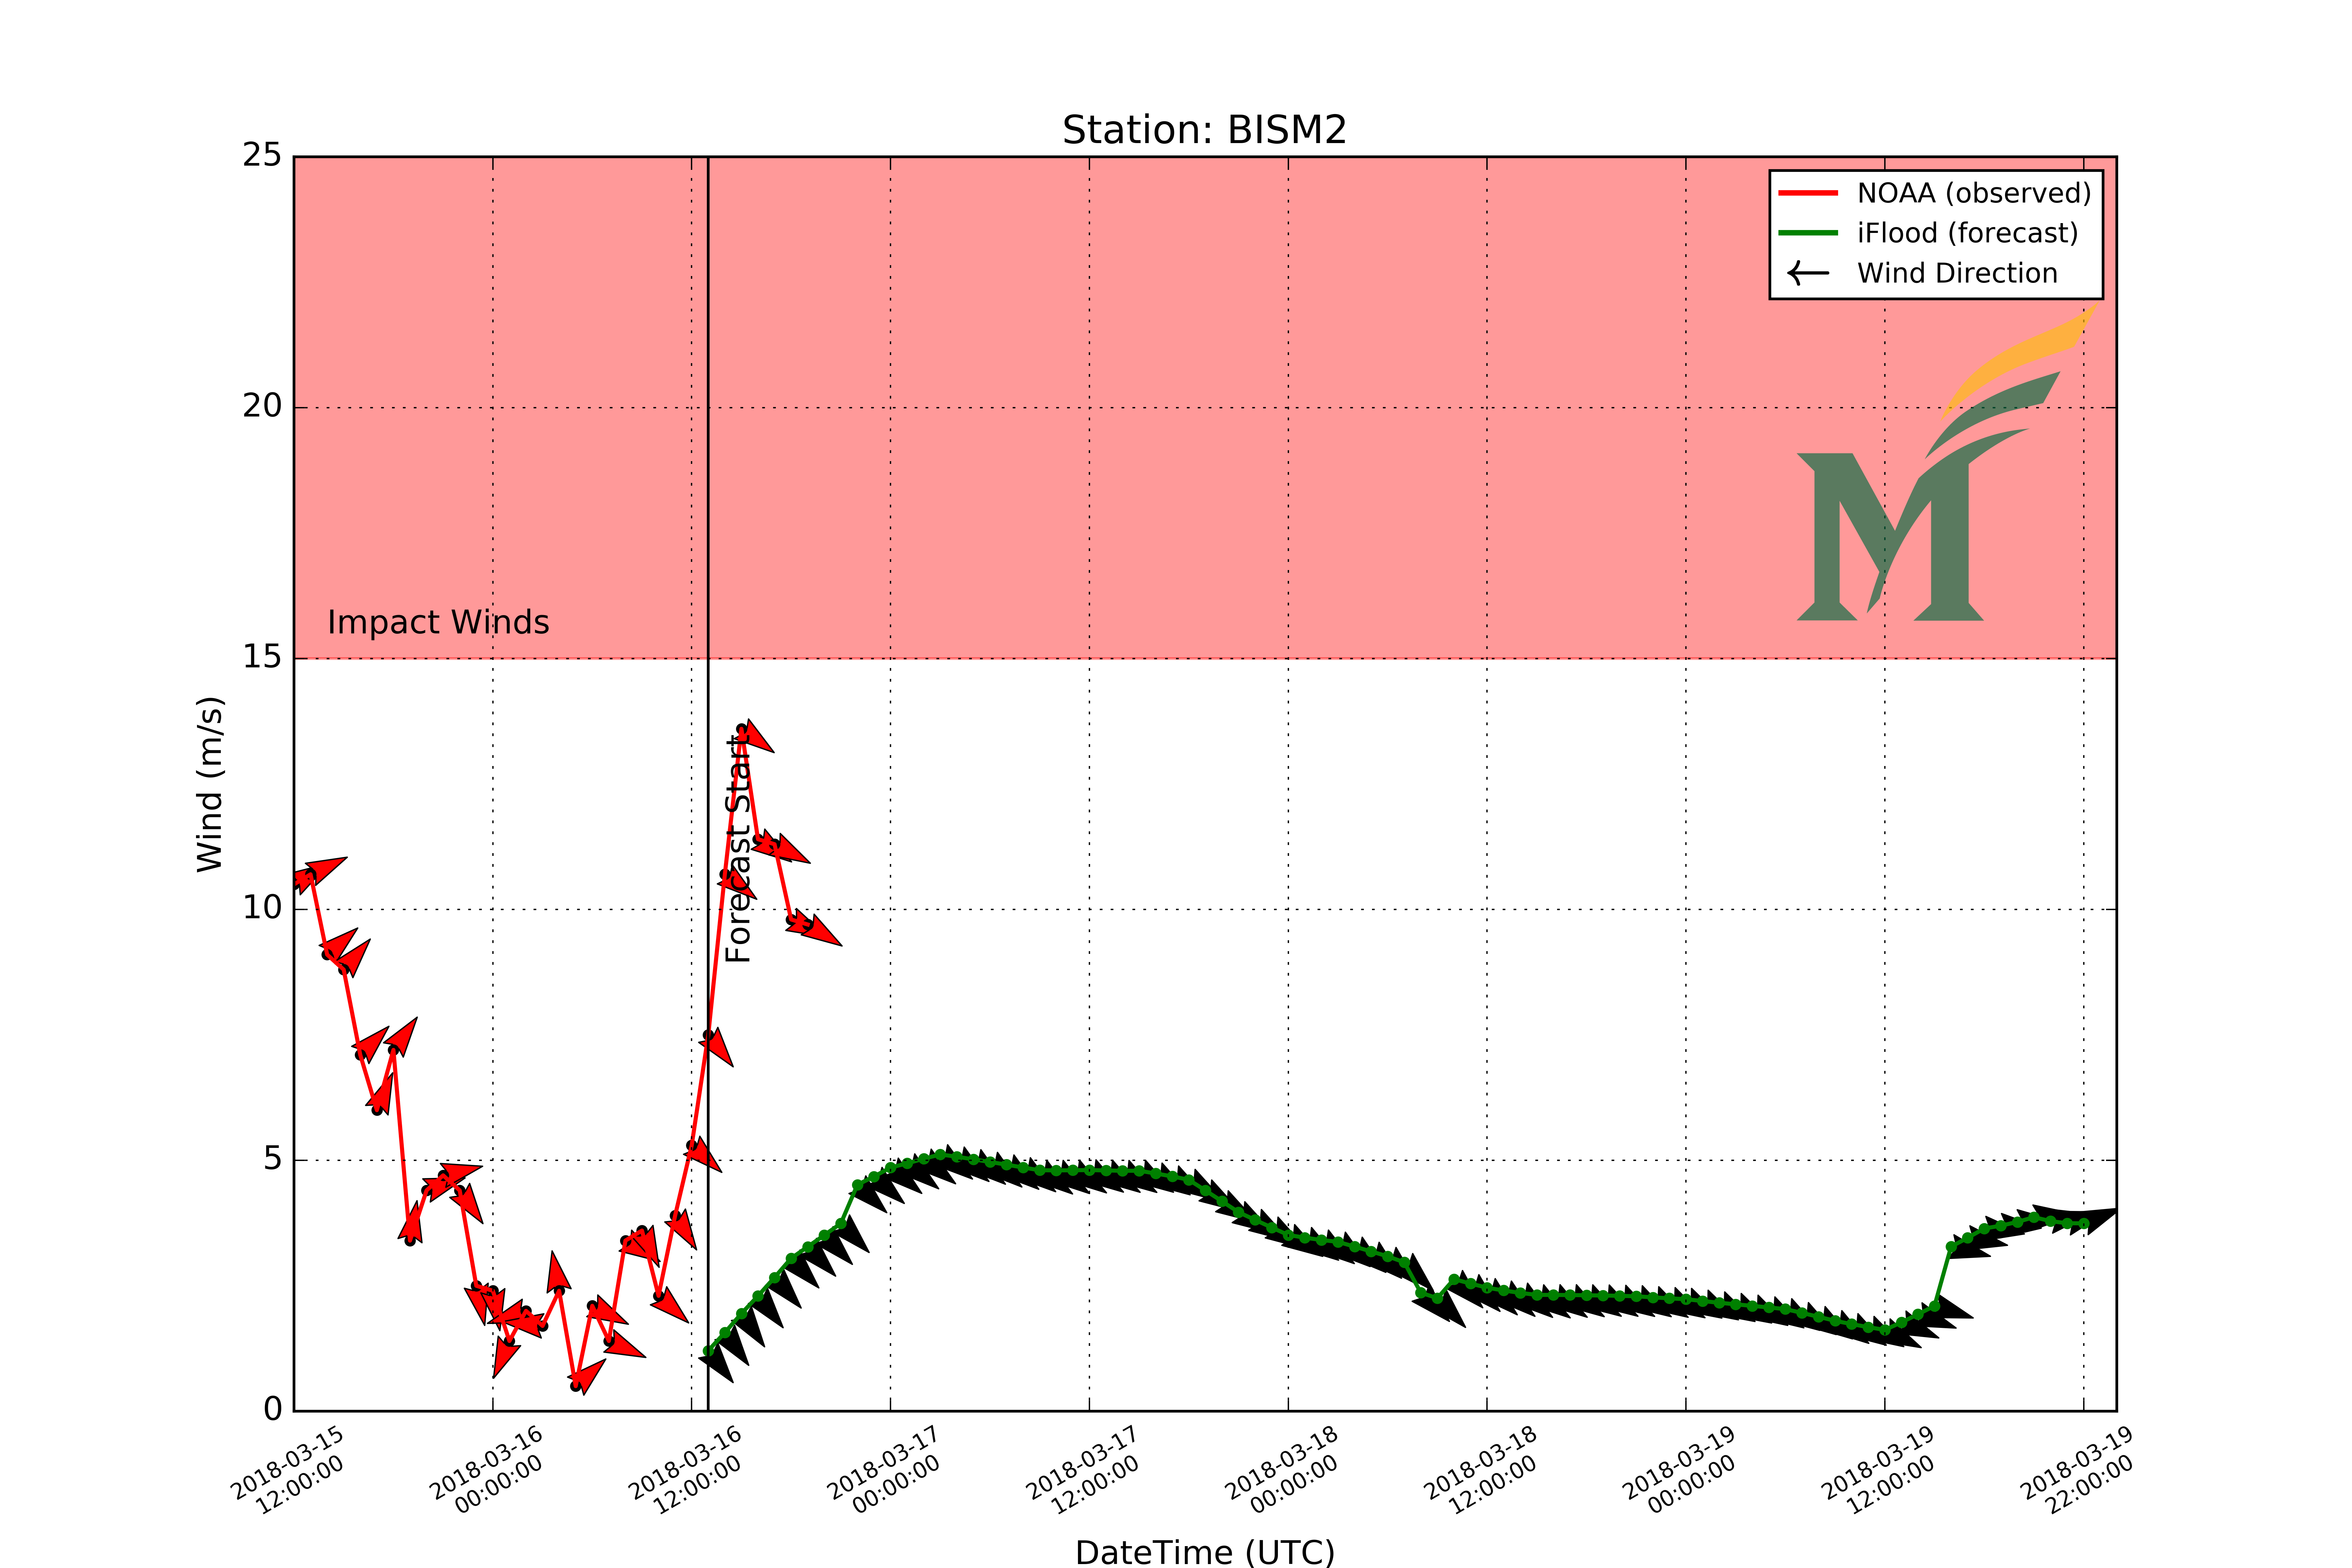 Station: BISM2
25
20
15
10
5
0
Wind (m/s)
NOAA (observed)
iFlood (forecast)
Wind Direction
M
Impact Winds
Forecast Start
2018-03-15
12:00:00
2018-03-16
00:00:00
2018-03-16
12:00:00
2018-03-17
00:00:00
2018-03-17
12:00:00
2018-03-18
00:00:00
2018-03-18
12:00:00
2018-03-19
00:00:00
2018-03-19
12:00:00
2018-03-19
22:00:00
DateTime (UTC)